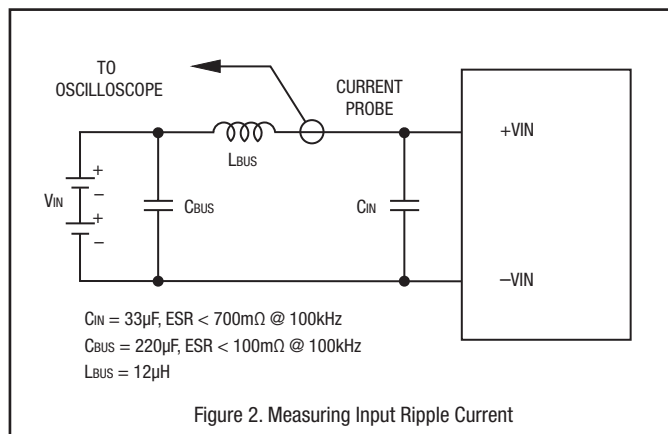 TO
OSCILLOSCOPE
CURRENT
PROBE
+VIN
LBUS
+
−
VIN
+
−
CBUS
CIN
−VIN
CIN = 33µF, ESR < 700mΩ @ 100kHz
CBUS = 220µF, ESR < 100mΩ @ 100kHz
LBUS = 12µH
Figure 2. Measuring Input Ripple Current